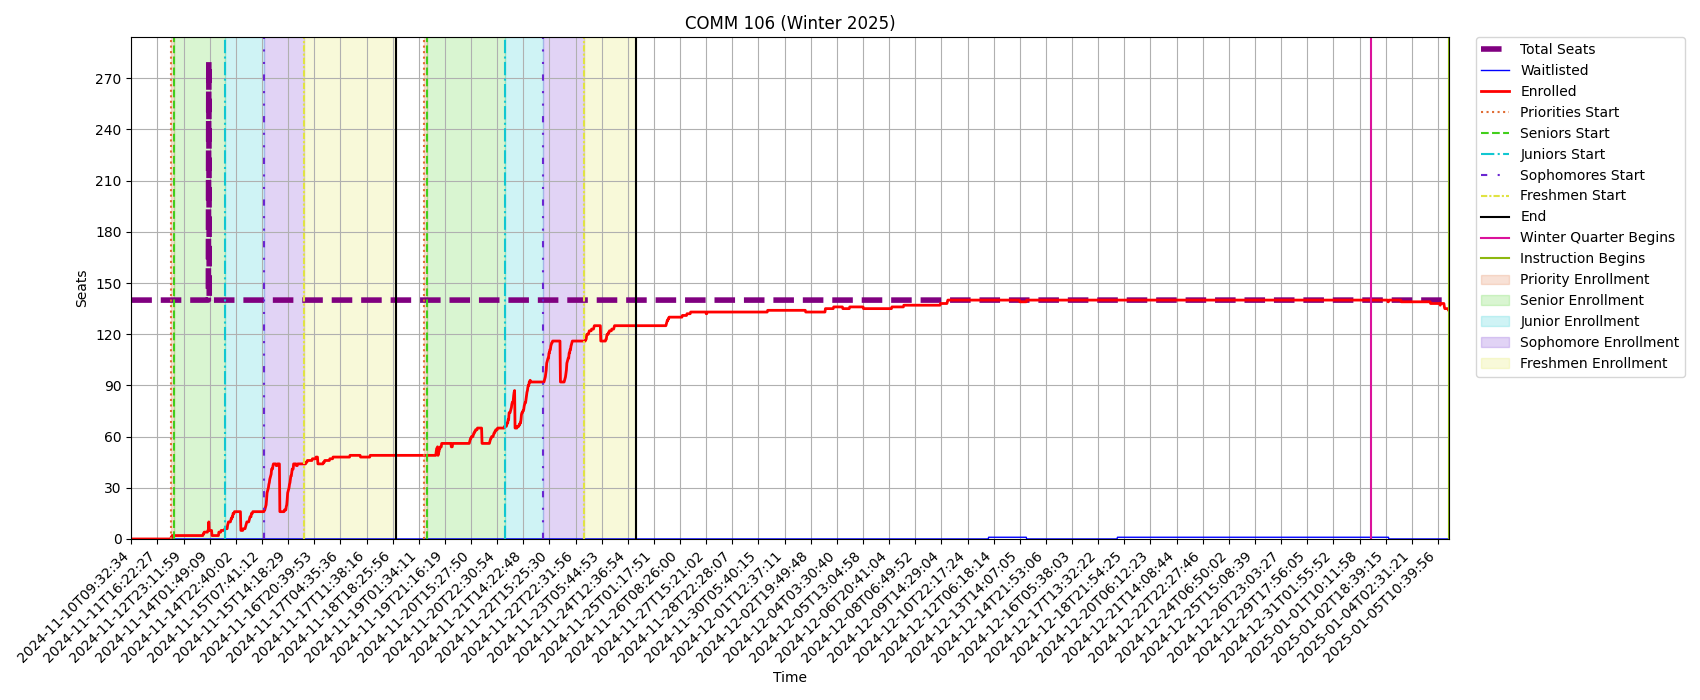 COMM 106 (Winter 2025)
Seats
270
240
210
180
150
120
90
60
30
0
2024-11-10T09:32:34
2024-11-11T16:22:27
2024-11-12T23:11:59
2024-11-14T01:49:09
2024-11-14T22:40:02
2024-11-15T07:41:12
2024-11-15T14:18:29
2024-11-16T20:39:53
2024-11-17T04:35:36
2024-11-17T11:38:16
2024-11-18T18:25:56
2024-11-19T01:34:11
2024-11-19T21:16:19
2024-11-20T15:27:50
2024-11-20T22:30:54
2024-11-21T14:22:48
2024-11-22T15:25:30
2024-11-22T22:31:56
2024-11-23T05:44:53
2024-11-24T12:36:54
2024-11-25T01:17:51
2024-11-26T08:26:00
2024-11-27T15:21:02
2024-11-28T22:28:07
2024-11-30T05:40:15
2024-12-01T12:37:11
2024-12-02T19:49:48
2024-12-04T03:30:40
2024-12-05T13:04:58
2024-12-06T20:41:04
2024-12-08T06:49:52
2024-12-09T14:29:04
2024-12-10T22:17:24
2024-12-12T06:18:14
2024-12-13T14:07:05
2024-12-14T21:53:06
2024-12-16T05:38:03
2024-12-17T13:32:22
2024-12-18T21:54:25
2024-12-20T06:12:23
2024-12-21T14:08:44
2024-12-22T22:27:46
2024-12-24T06:50:02
2024-12-25T15:08:39
2024-12-26T23:03:27
2024-12-29T17:56:05
2024-12-31T01:55:52
2025-01-01T10:11:58
2025-01-02T18:39:15
2025-01-04T02:31:21
2025-01-05T10:39:56
Time
Total Seats
Waitlisted
Enrolled
Priorities Start
Seniors Start
Juniors Start
Sophomores Start
Freshmen Start
End
Winter Quarter Begins
Instruction Begins
Priority Enrollment
Senior Enrollment
Junior Enrollment
Sophomore Enrollment
Freshmen Enrollment